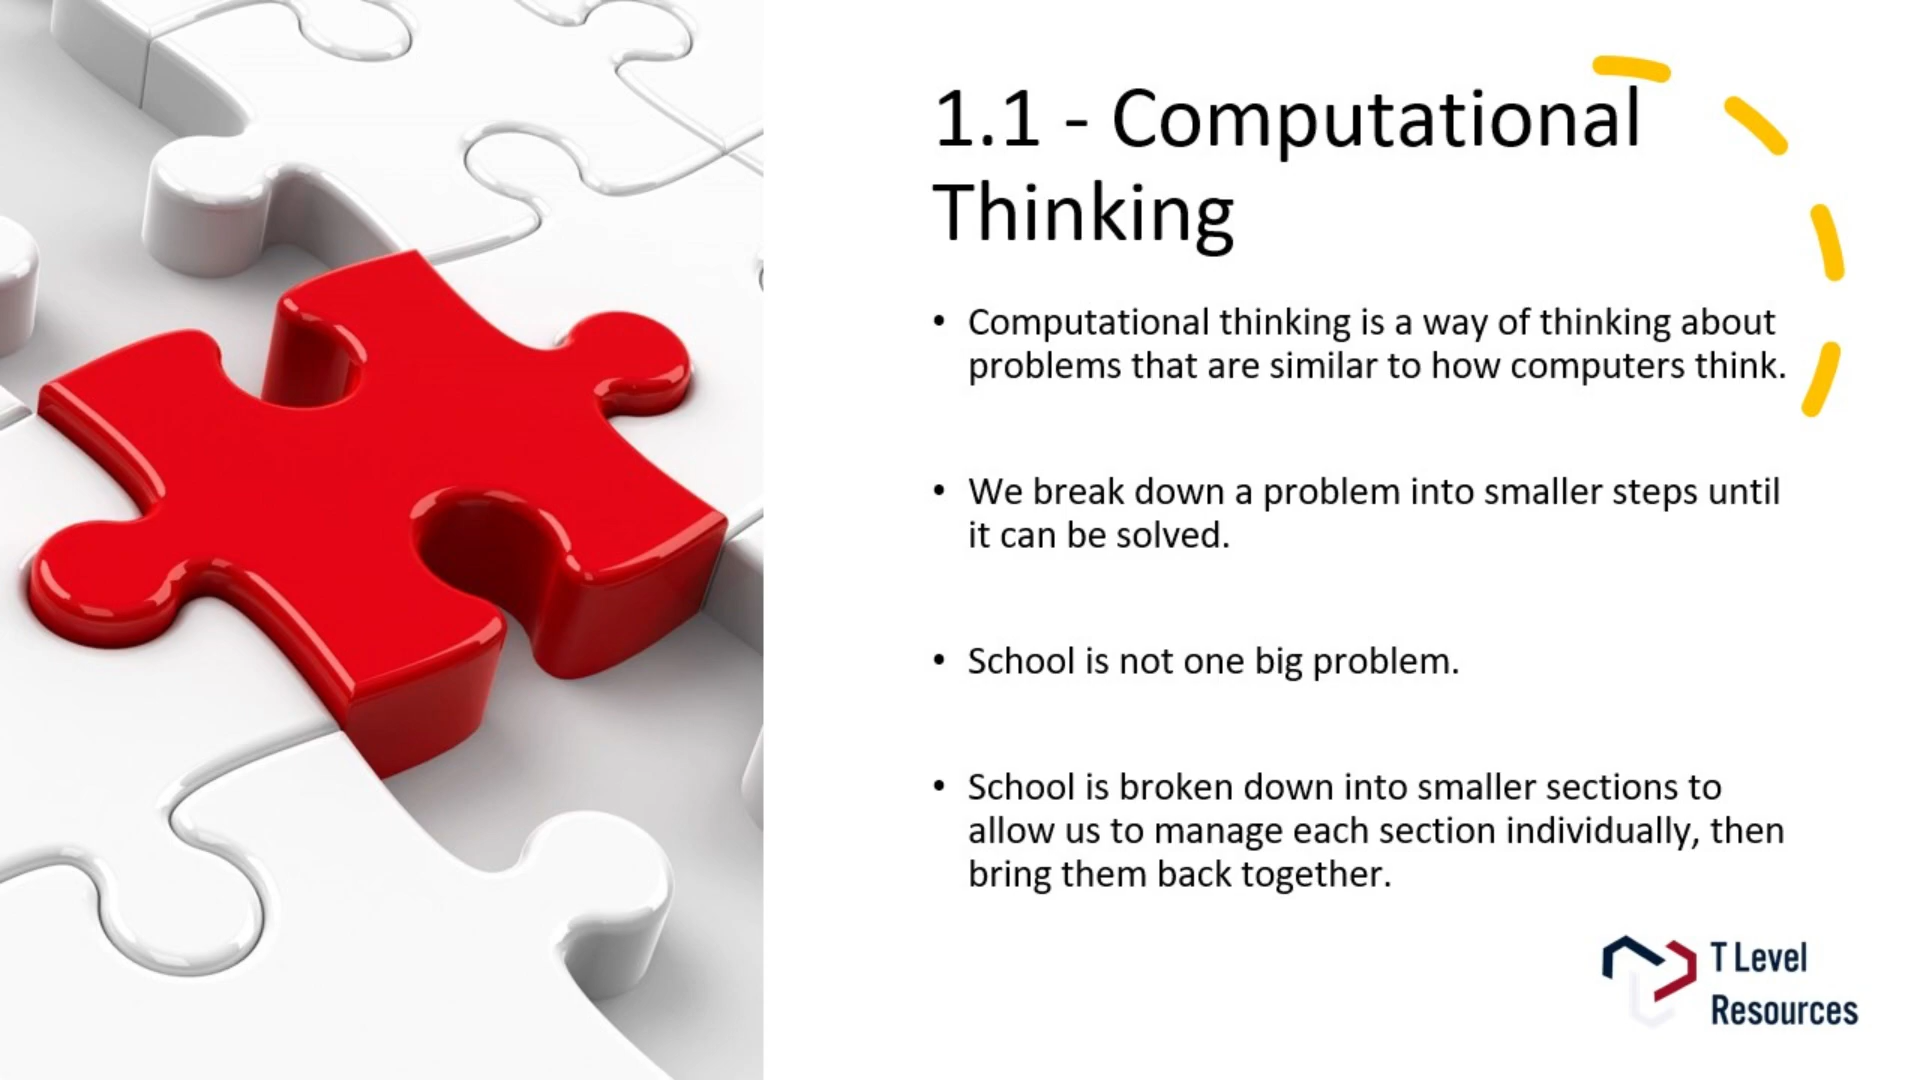 1.1 - Computational
Thinking
• Computational thinking is a way of thinking about
problems that are similar to how computers think.
• We break down a problem into smaller steps until
it can be solved.
• School is not one big problem.
• School is broken down into smaller sections to
allow us to manage each section individually, then
bring them back together.
T Level
Resources